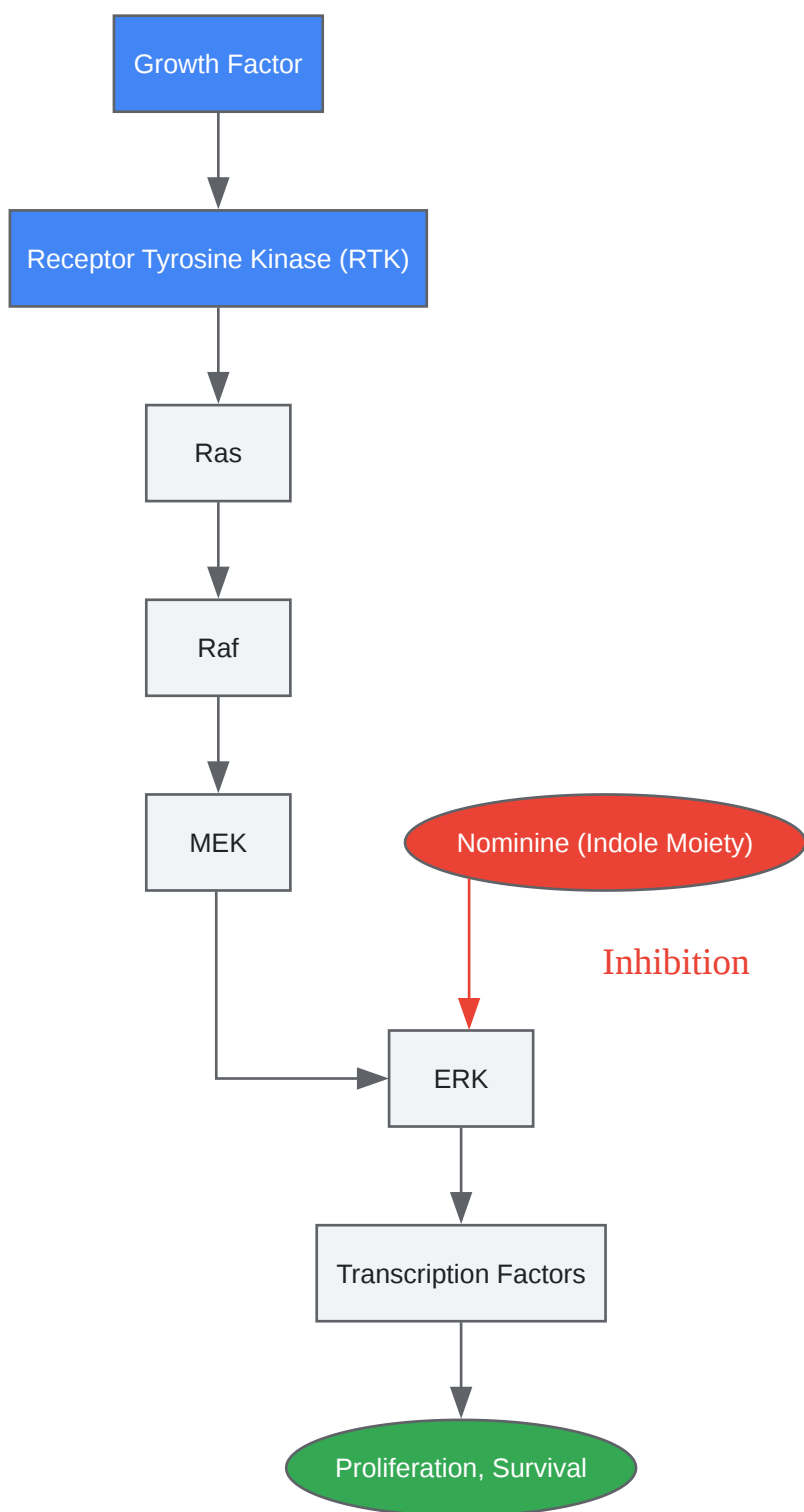 Growth Factor
Receptor Tyrosine Kinase (RTK)
Ras
Raf
MEK
Nominine (Indole Moiety)
Inhibition
ERK
Transcription Factors
Proliferation, Survival